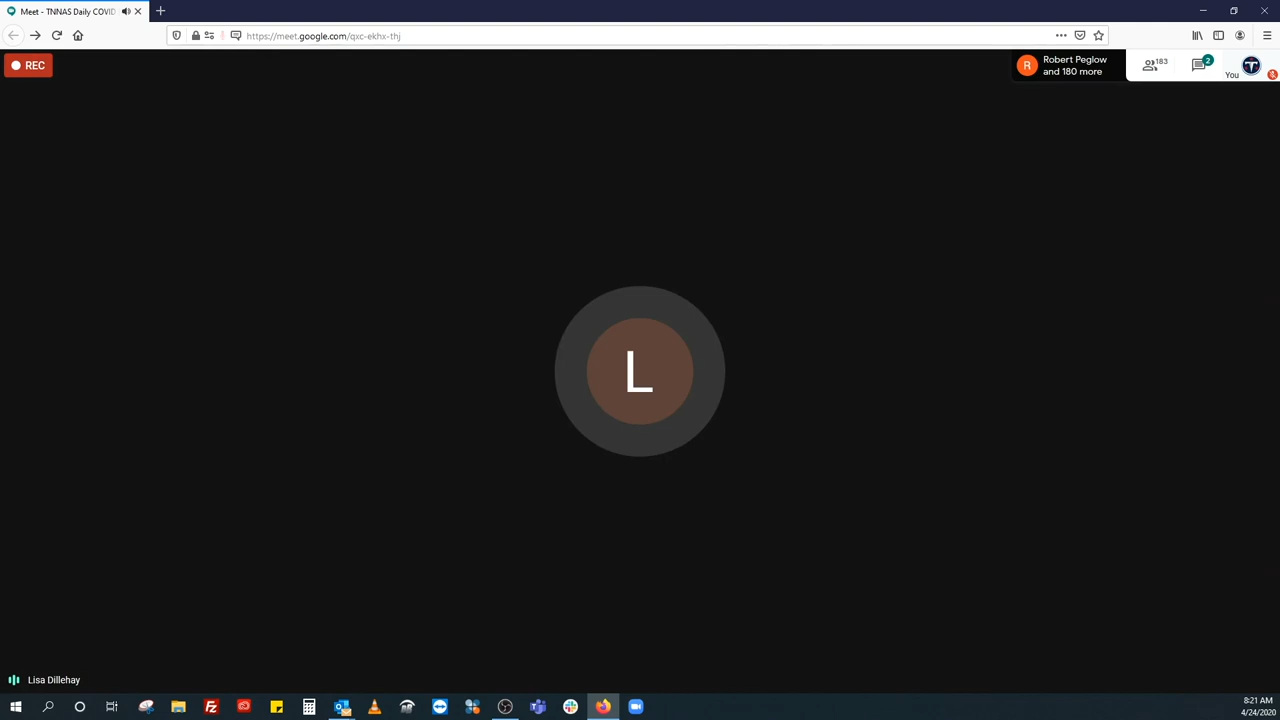 Meet - TNNAS Daily COVID
https://meet.google.com/qxc-ekhx-thj
REC
R
Robert Peglow
and 180 more
183
2
You
T
L
Lisa Dillehay
8:21 AM
4/24/2020